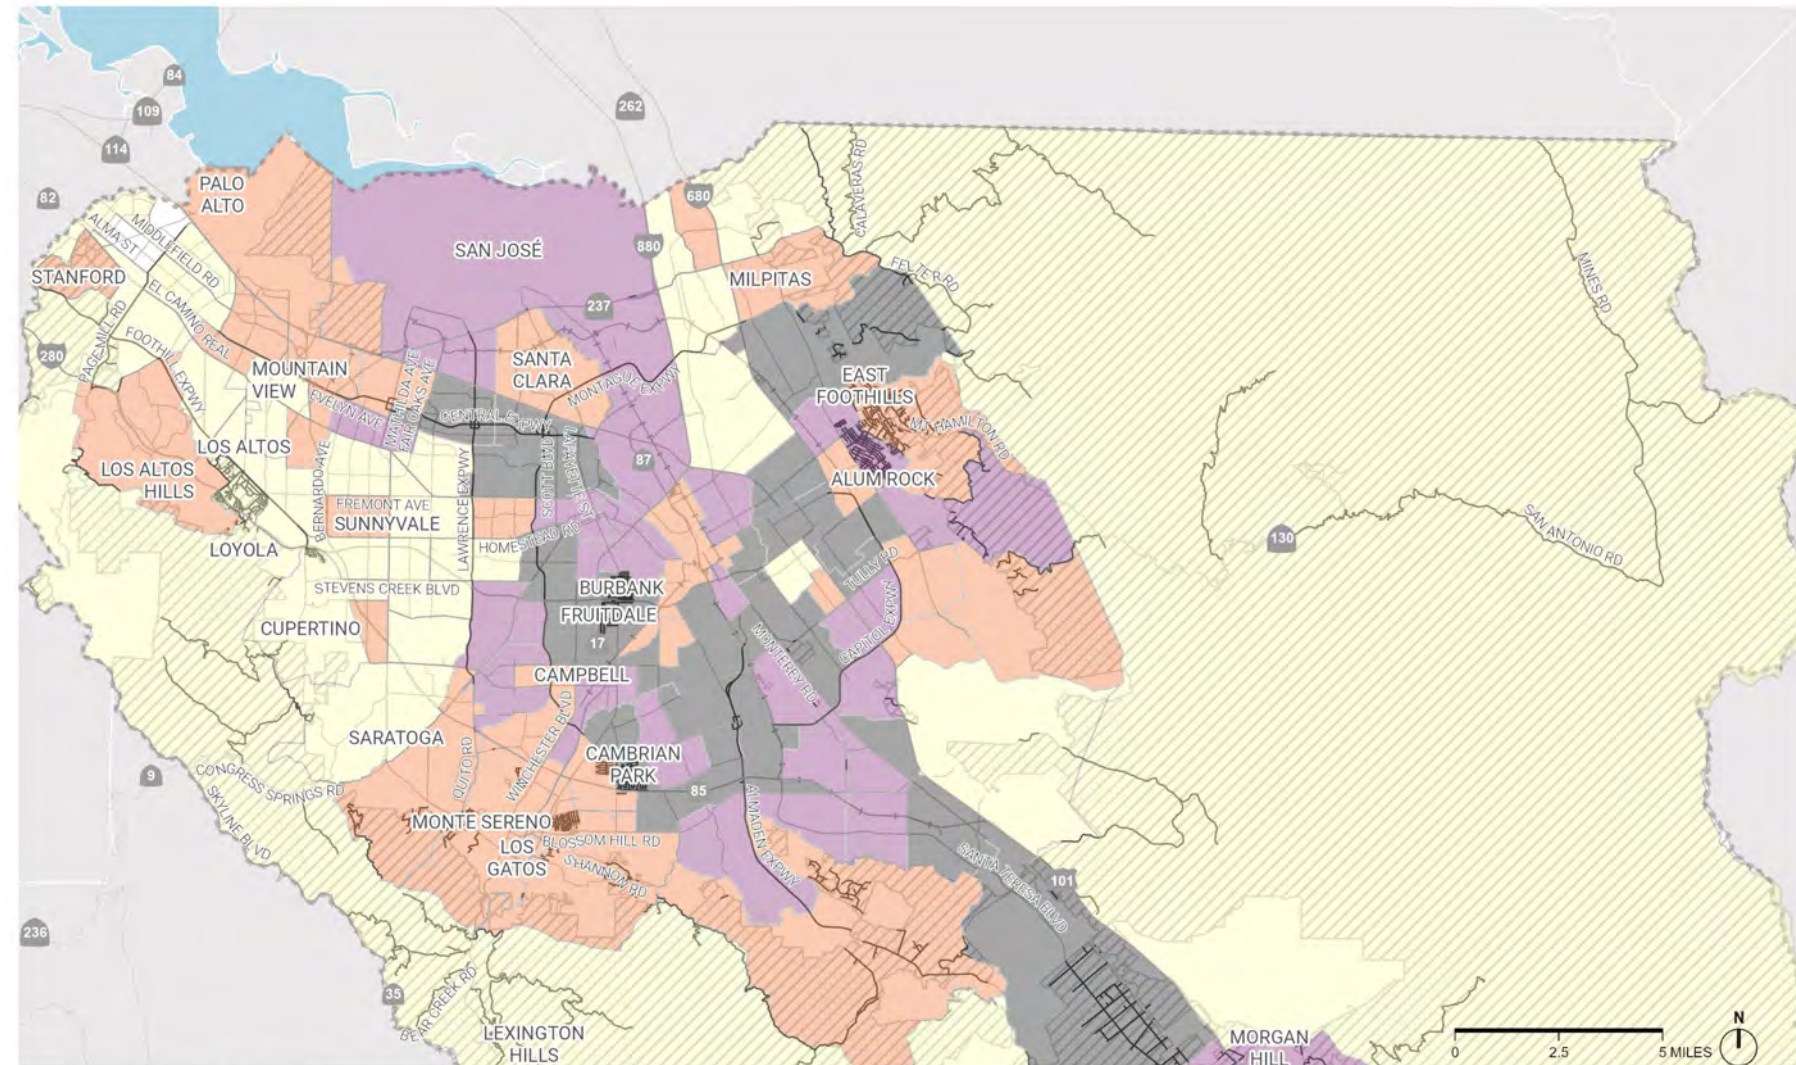 84
109
262
114
82
680
PALO
ALTO
CALAVERAS RD
MIDDLEFIELD RD
ALMA ST
SAN JOSÉ
880
STANFORD
MILPITAS
FELTER RD
MINES RD
EL CAMINO REAL
237
PAGE MILL RD
FOOTHILL EXPWY
280
MOUNTAIN
VIEW
MATHILDA AVE
FAIR OAKS AVE
SANTA
CLARA
MONTAGUE EXPWY
EAST
FOOTHILLS
EVELYN AVE
CENTRAL EXPWY
MT HAMILTON RD
LOS ALTOS
BERNARDO AVE
LAWRENCE EXPWY
SCOTT BLVD
LAFAYETTE ST
87
LOS ALTOS
HILLS
ALUM ROCK
FREMONT AVE
SUNNYVALE
SAN ANTONIO RD
130
LOYOLA
HOMESTEAD RD
TULLY RD
STEVENS CREEK BLVD
BURBANK
FRUITDALE
CAPITOL EXPWY
CUPERTINO
17
MONTEREY RD
CAMPBELL
SARATOGA
QUITO RD
WINCHESTER BLVD
CAMBRIAN
PARK
9
CONGRESS SPRINGS RD
85
SKYLINE BLVD
MONTE SERENO
BLOSSOM HILL RD
ALMADEN EXPWY
LOS
GATOS
SHANNON RD
SANTA TERESA BLVD
101
236
35
BEAR CREEK RD
LEXINGTON
HILLS
MORGAN
HILL
N
0
2.5
5 MILES